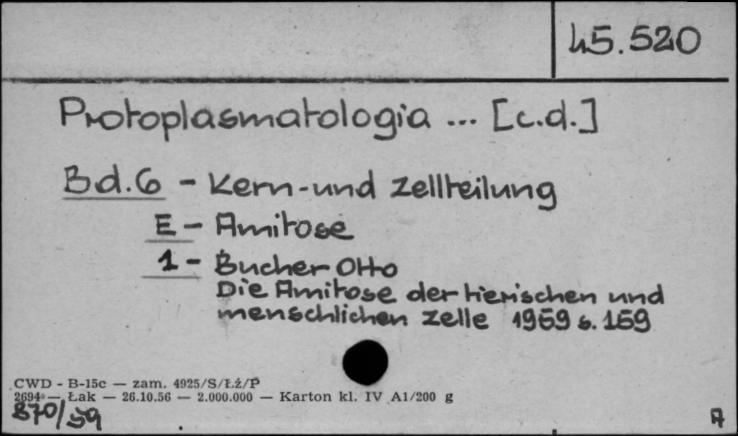 45.520
Protoplasmatologia ... [c.d.]
Bd.6 - Kern-und Zellteilung
E - Amitose
1 - Bucher Otto
Die Amitose der tierischen und
menschlichen Zelle 1959 s. 159
CWD - B-15c — zam. 4925/S/Łż/P
2694 — Łak — 26.10.56 — 2.000.000 — Karton kl. IV A1/200 g
870/59
A